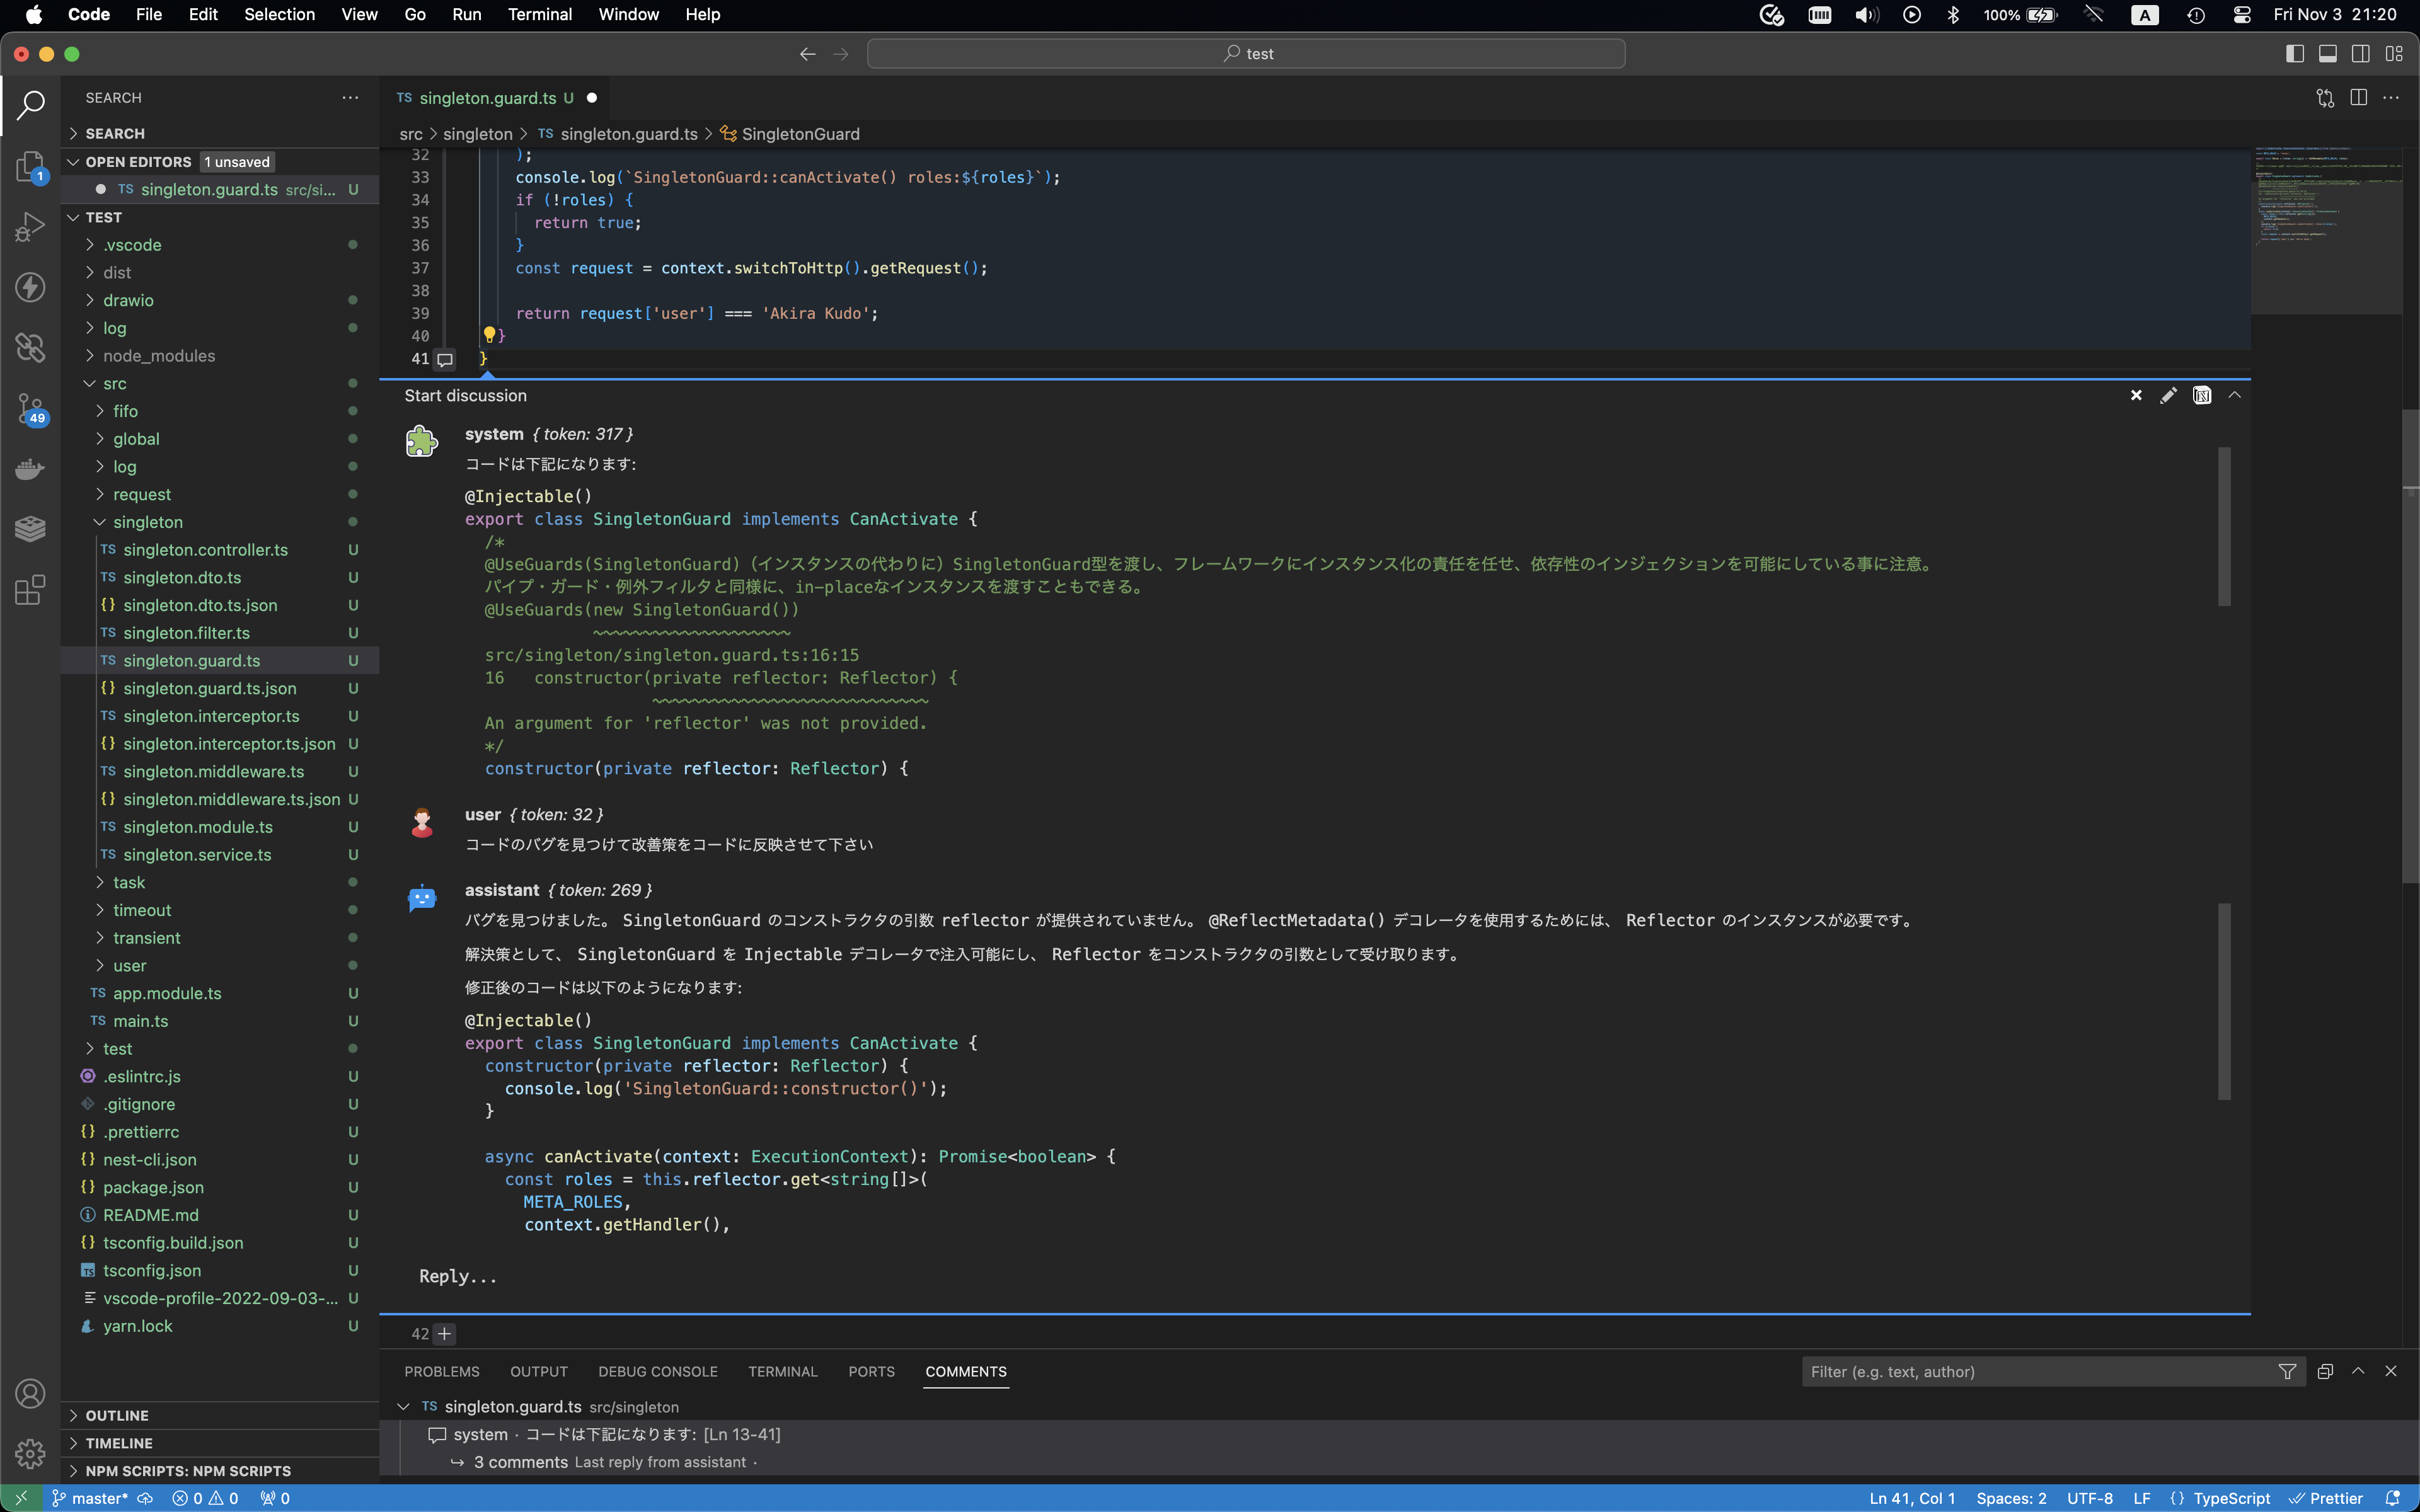 Code File Edit Selection View Go Run Terminal Window Help 100% A Fri Nov 3 21:20
test
SEARCH
SEARCH
OPEN EDITORS 1 unsaved
TS singleton.guard.ts src/si... U
TEST
.vscode
dist
drawio
log
node_modules
src
fifo
global
log
request
singleton
TS singleton.controller.ts U
TS singleton.dto.ts U
{} singleton.dto.ts.json U
TS singleton.filter.ts U
TS singleton.guard.ts U
{} singleton.guard.ts.json U
TS singleton.interceptor.ts U
{} singleton.interceptor.ts.json U
TS singleton.middleware.ts U
{} singleton.middleware.ts.json U
TS singleton.module.ts U
TS singleton.service.ts U
task
timeout
transient
user
TS app.module.ts U
TS main.ts U
test
.eslintrc.js U
.gitignore U
{} .prettierrc U
{} nest-cli.json U
{} package.json U
README.md U
{} tsconfig.build.json U
TS tsconfig.json U
vscode-profile-2022-09-03-... U
yarn.lock U
OUTLINE
TIMELINE
NPM SCRIPTS: NPM SCRIPTS
1
49
TS singleton.guard.ts U
src > singleton > TS singleton.guard.ts > SingletonGuard
32 );
33 console.log(`SingletonGuard::canActivate() roles:${roles}`);
34 if (!roles) {
35 return true;
36 }
37 const request = context.switchToHttp().getRequest();
38
39 return request['user'] === 'Akira Kudo';
40 }
41 }
Start discussion
system { token: 317 }
コードは下記になります:
@Injectable()
export class SingletonGuard implements CanActivate {
/*
@UseGuards(SingletonGuard)（インスタンスの代わりに）SingletonGuard型を渡し、フレームワークにインスタンス化の責任を任せ、依存性のインジェクションを可能にしている事に注意。
パイプ・ガード・例外フィルタと同様に、in-placeなインスタンスを渡すこともできる。
@UseGuards(new SingletonGuard())
~~~~~~~~~~~~~~~~~~~~
src/singleton/singleton.guard.ts:16:15
16 constructor(private reflector: Reflector) {
~~~~~~~~~~~~~~~~~~~~~~~~~~~~
An argument for 'reflector' was not provided.
*/
constructor(private reflector: Reflector) {
user { token: 32 }
コードのバグを見つけて改善策をコードに反映させて下さい
assistant { token: 269 }
バグを見つけました。 SingletonGuard のコンストラクタの引数 reflector が提供されていません。 @ReflectMetadata() デコレータを使用するためには、 Reflector のインスタンスが必要です。
解決策として、 SingletonGuard を Injectable デコレータで注入可能にし、 Reflector をコンストラクタの引数として受け取ります。
修正後のコードは以下のようになります:
@Injectable()
export class SingletonGuard implements CanActivate {
constructor(private reflector: Reflector) {
console.log('SingletonGuard::constructor()');
}
async canActivate(context: ExecutionContext): Promise<boolean> {
const roles = this.reflector.get<string[]>(
META_ROLES,
context.getHandler(),
Reply...
42
PROBLEMS OUTPUT DEBUG CONSOLE TERMINAL PORTS COMMENTS Filter (e.g. text, author)
TS singleton.guard.ts src/singleton
system · コードは下記になります: [Ln 13-41]
3 comments Last reply from assistant ·
master* 0 0 0 Ln 41, Col 1 Spaces: 2 UTF-8 LF {} TypeScript Prettier